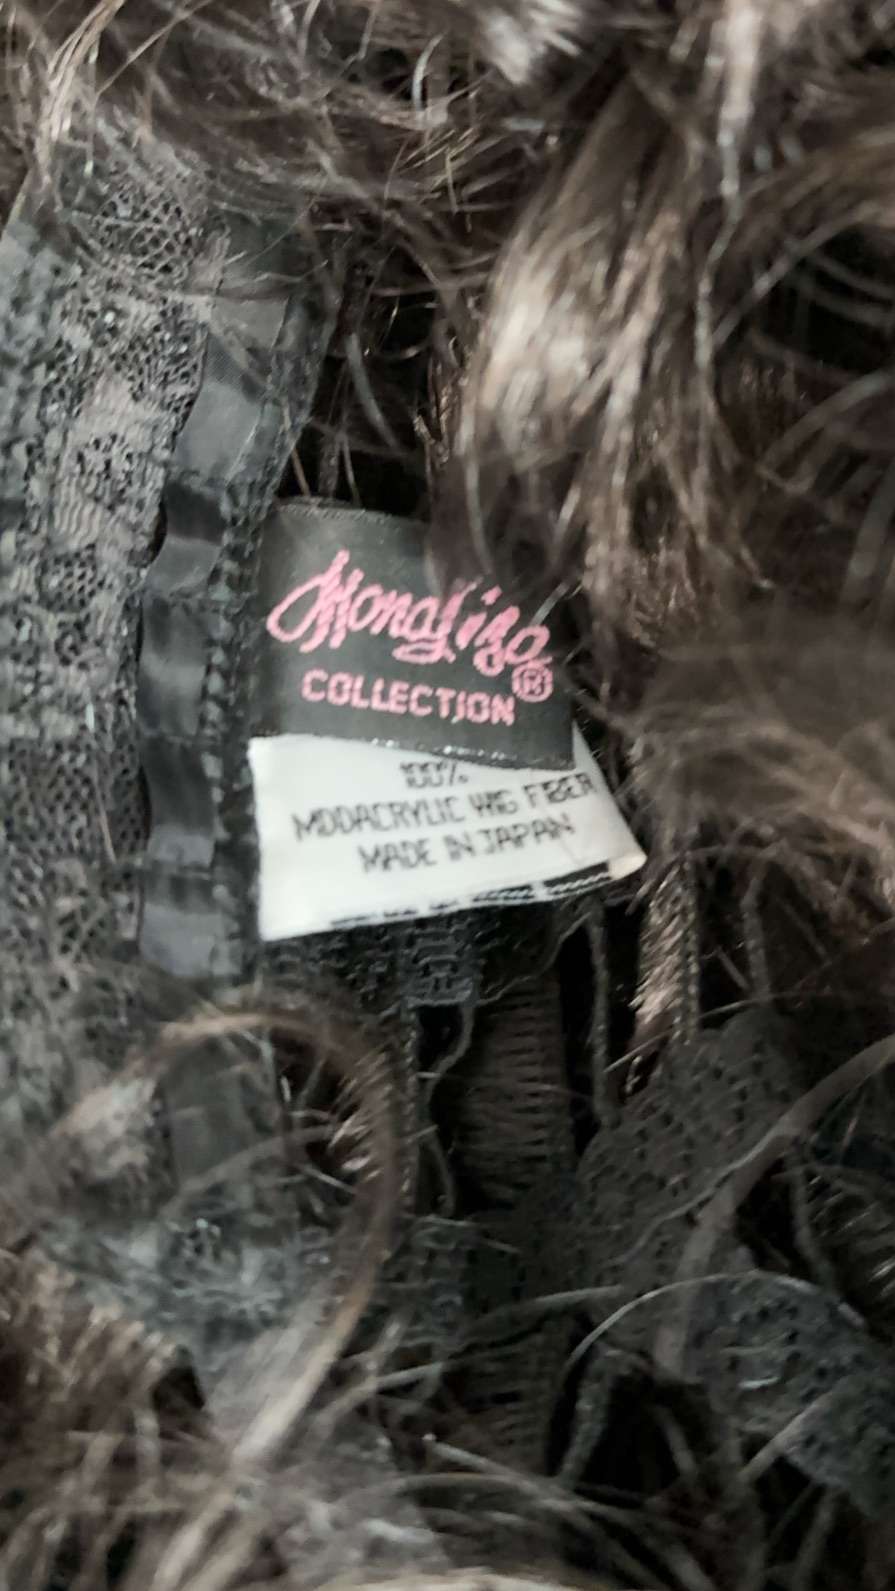 Monaliza
COLLECTION®
100%
MODACRYLIC WIG FIBER
MADE IN JAPAN